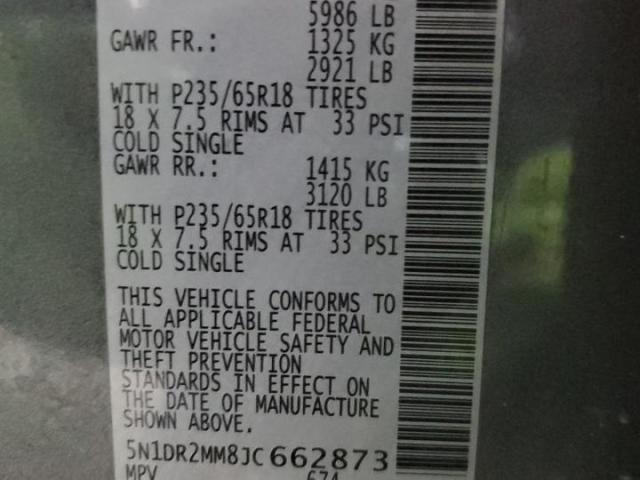 5986 LB
GAWR FR.: 1325 KG
2921 LB
WITH P235/65R18 TIRES
18 X 7.5 RIMS AT 33 PSI
COLD SINGLE
GAWR RR.: 1415 KG
3120 LB
WITH P235/65R18 TIRES
18 X 7.5 RIMS AT 33 PSI
COLD SINGLE
THIS VEHICLE CONFORMS TO
ALL APPLICABLE FEDERAL
MOTOR VEHICLE SAFETY AND
THEFT PREVENTION
STANDARDS IN EFFECT ON
THE DATE OF MANUFACTURE
SHOWN ABOVE.
5N1DR2MM8JC662873
MPV 674